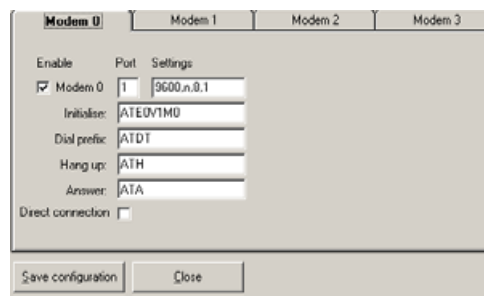 Modem 0 Modem 1 Modem 2 Modem 3
Enable Port Settings
Modem 0 1 9600,n,8,1
Initialise: ATE0V1M0
Dial prefix: ATDT
Hang up: ATH
Answer: ATA
Direct connection
Save configuration Close